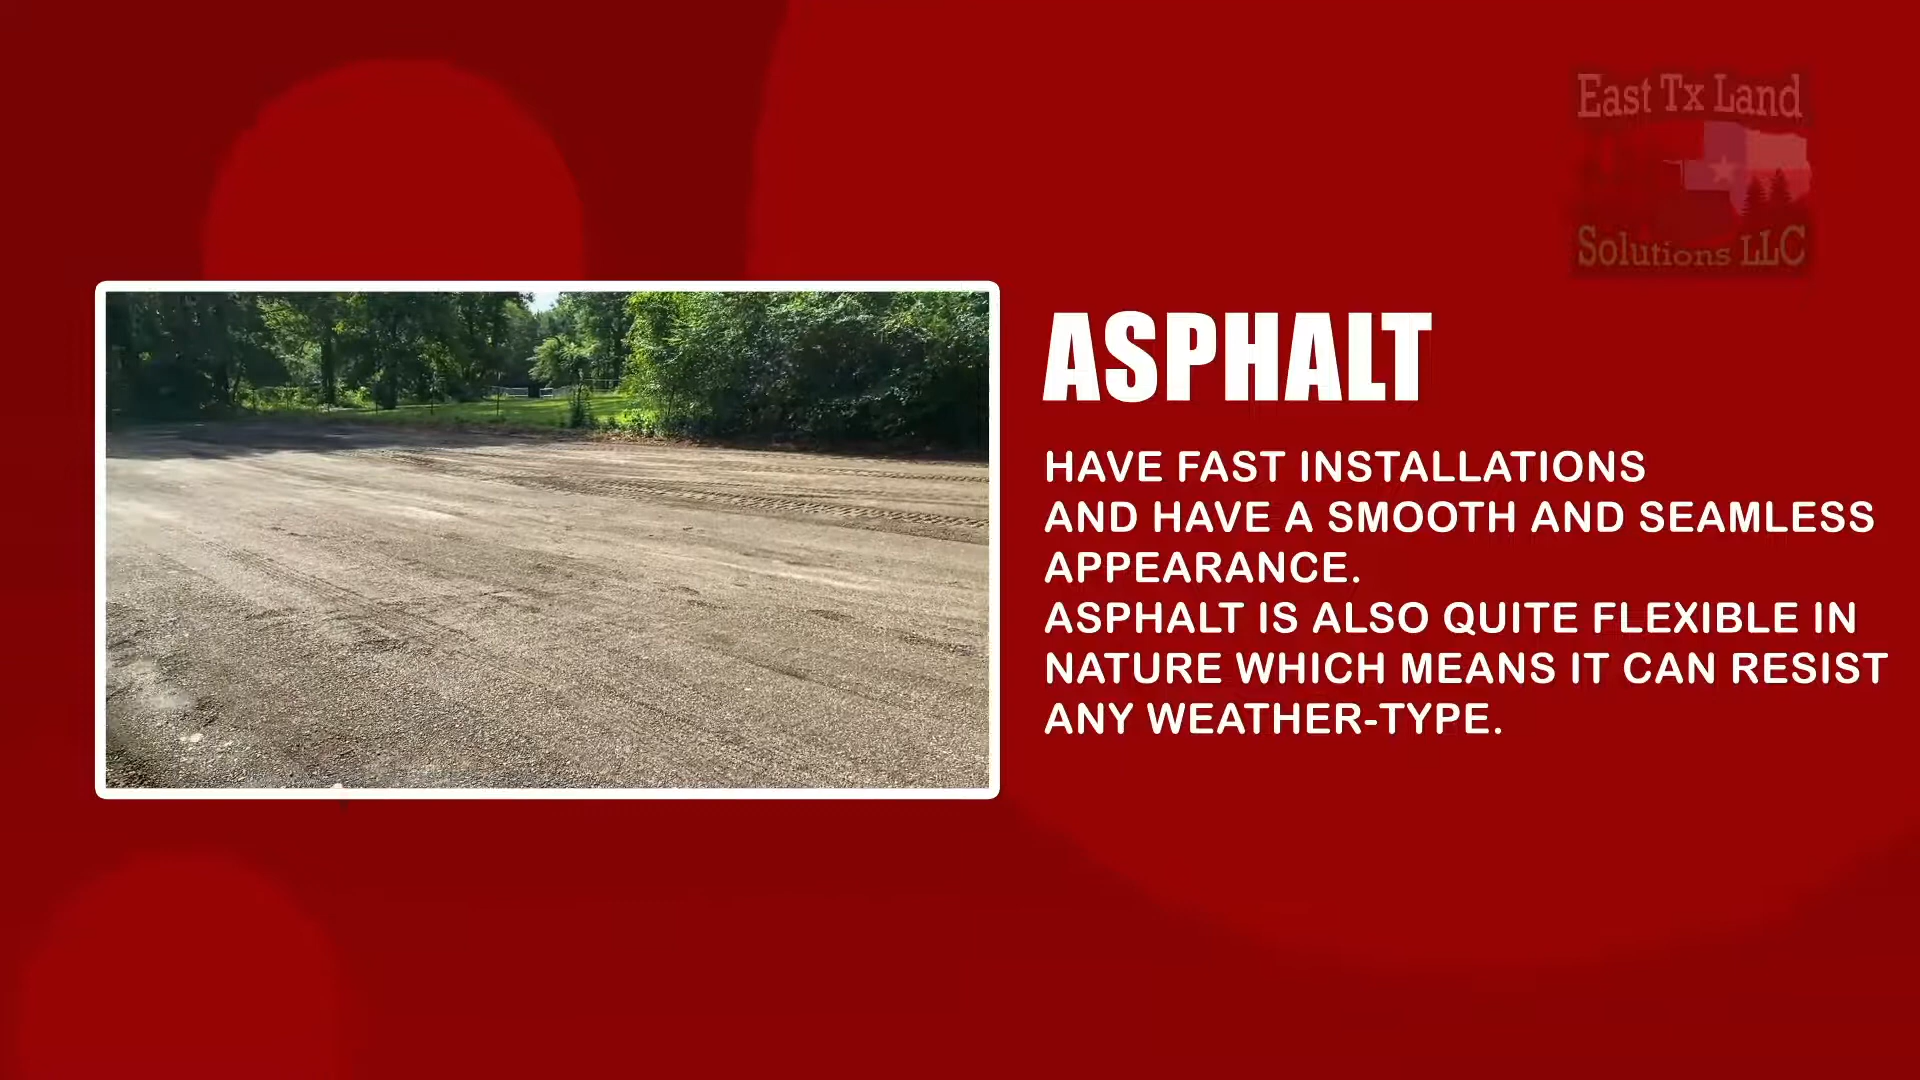 East Tx Land
Solutions LLC
ASPHALT
HAVE FAST INSTALLATIONS
AND HAVE A SMOOTH AND SEAMLESS
APPEARANCE.
ASPHALT IS ALSO QUITE FLEXIBLE IN
NATURE WHICH MEANS IT CAN RESIST
ANY WEATHER-TYPE.